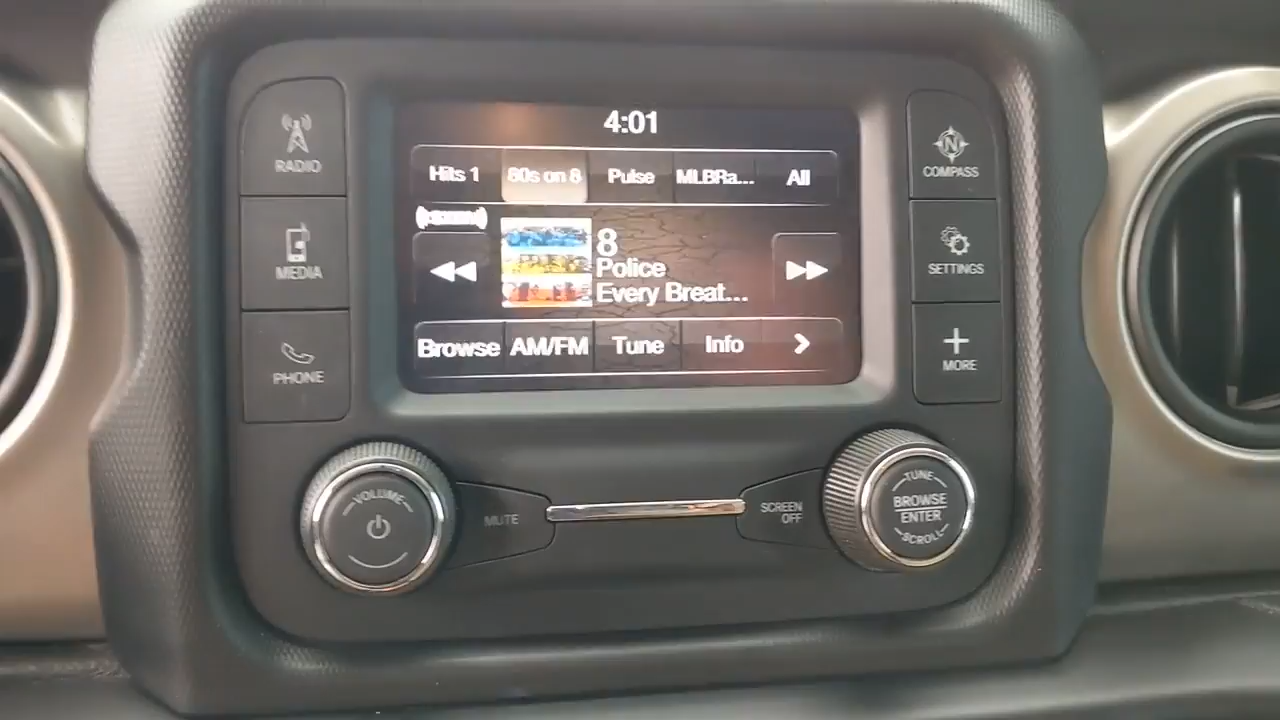 4:01
Hits 1 80s on 8 Pulse MLBRa... All
8
Police
Every Breat...
Browse AM/FM Tune Info
RADIO
MEDIA
PHONE
N
COMPASS
SETTINGS
MORE
VOLUME
MUTE
SCREEN
OFF
TUNE
BROWSE
ENTER
SCROLL